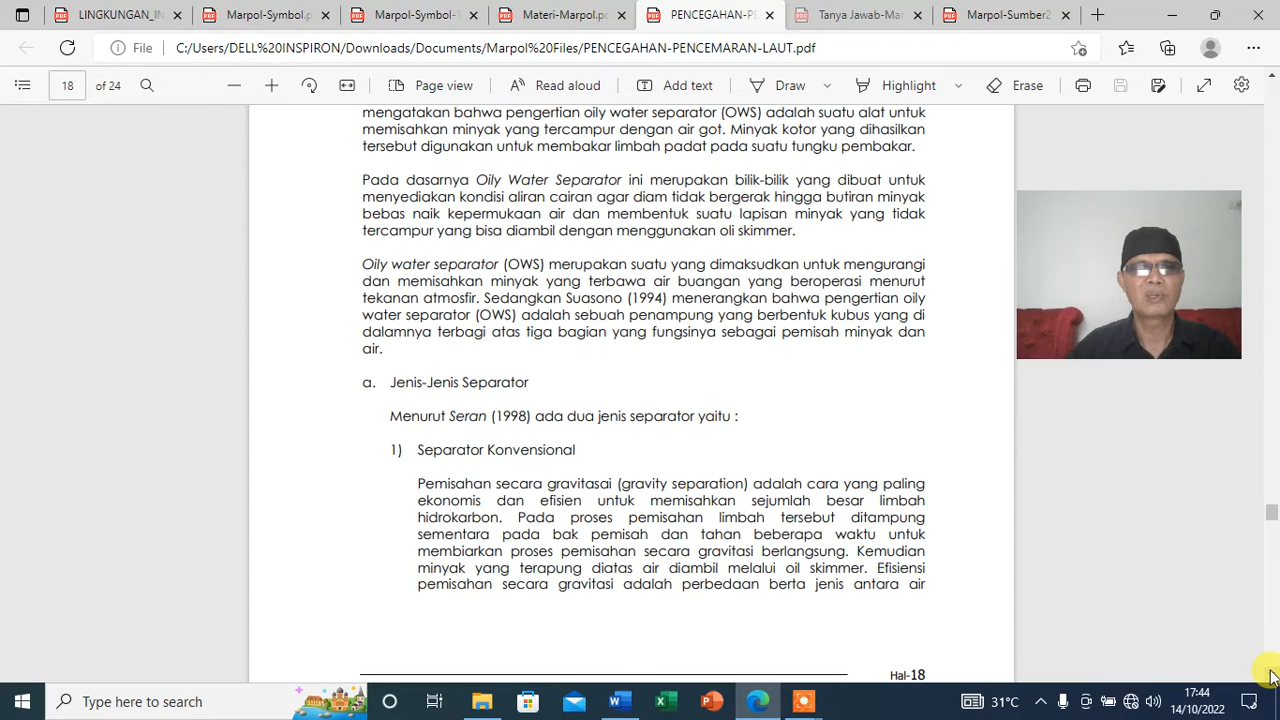 LINGKUNGAN_IN
Marpol-Symbol.p
Marpol-Symbol-1
Materi-Marpol.pd
PENCEGAHAN-PE
Tanya Jawab-Mar
Marpol-Sumber2
File
C:/Users/DELL%20INSPIRON/Downloads/Documents/Marpol%20Files/PENCEGAHAN-PENCEMARAN-LAUT.pdf
18 of 24
Page view
Read aloud
Add text
Draw
Highlight
Erase
mengatakan bahwa pengertian oily water separator (OWS) adalah suatu alat untuk
memisahkan minyak yang tercampur dengan air got. Minyak kotor yang dihasilkan
tersebut digunakan untuk membakar limbah padat pada suatu tungku pembakar.
Pada dasarnya Oily Water Separator ini merupakan bilik-bilik yang dibuat untuk
menyediakan kondisi aliran cairan agar diam tidak bergerak hingga butiran minyak
bebas naik kepermukaan air dan membentuk suatu lapisan minyak yang tidak
tercampur yang bisa diambil dengan menggunakan oli skimmer.
Oily water separator (OWS) merupakan suatu yang dimaksudkan untuk mengurangi
dan memisahkan minyak yang terbawa air buangan yang beroperasi menurut
tekanan atmosfir. Sedangkan Suasono (1994) menerangkan bahwa pengertian oily
water separator (OWS) adalah sebuah penampung yang berbentuk kubus yang di
dalamnya terbagi atas tiga bagian yang fungsinya sebagai pemisah minyak dan
air.
a. Jenis-Jenis Separator
Menurut Seran (1998) ada dua jenis separator yaitu :
1) Separator Konvensional
Pemisahan secara gravitasai (gravity separation) adalah cara yang paling
ekonomis dan efisien untuk memisahkan sejumlah besar limbah
hidrokarbon. Pada proses pemisahan limbah tersebut ditampung
sementara pada bak pemisah dan tahan beberapa waktu untuk
membiarkan proses pemisahan secara gravitasi berlangsung. Kemudian
minyak yang terapung diatas air diambil melalui oil skimmer. Efisiensi
pemisahan secara gravitasi adalah perbedaan berta jenis antara air
Hal-18
Type here to search
31°C
17:44
14/10/2022